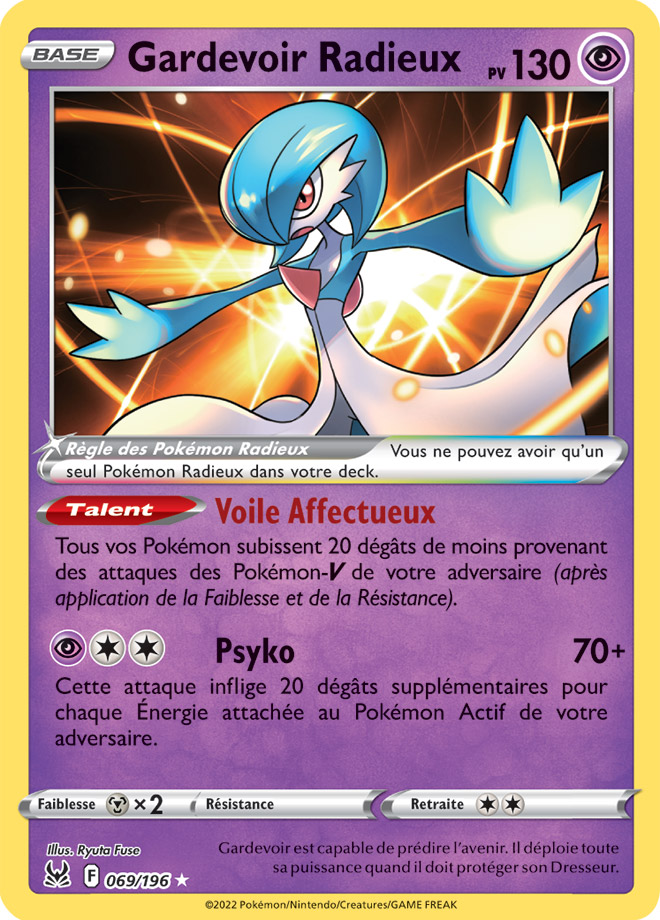 BASE Gardevoir Radieux PV 130
Règle des Pokémon Radieux Vous ne pouvez avoir qu'un
seul Pokémon Radieux dans votre deck.
Talent Voile Affectueux
Tous vos Pokémon subissent 20 dégâts de moins provenant
des attaques des Pokémon-V de votre adversaire (après
application de la Faiblesse et de la Résistance).
Psyko 70+
Cette attaque inflige 20 dégâts supplémentaires pour
chaque Énergie attachée au Pokémon Actif de votre
adversaire.
Faiblesse ×2 Résistance Retraite
Illus. Ryuta Fuse
Gardevoir est capable de prédire l'avenir. Il déploie toute
sa puissance quand il doit protéger son Dresseur.
F 069/196 ★
©2022 Pokémon/Nintendo/Creatures/GAME FREAK